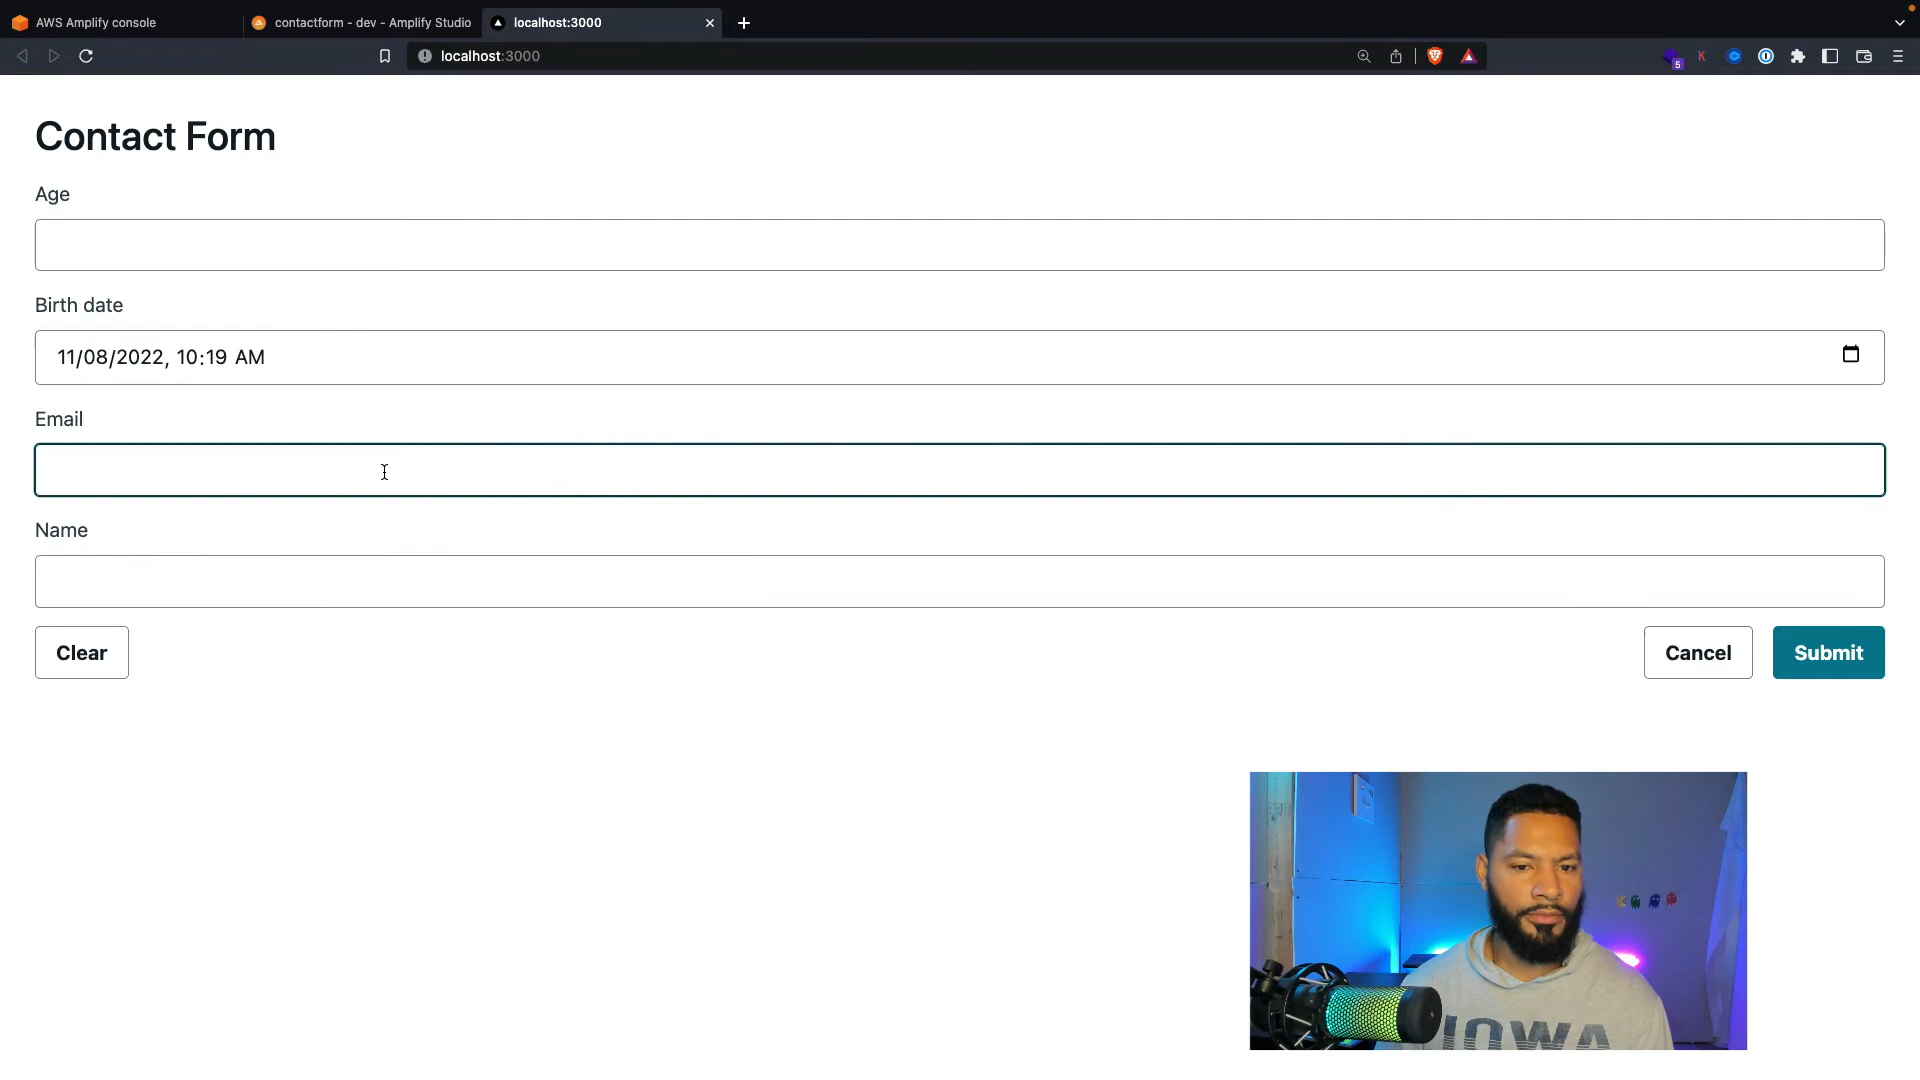 AWS Amplify console
contactform - dev - Amplify Studio
localhost:3000
localhost:3000
5
K
Contact Form
Age
Birth date
11/08/2022, 10:19 AM
Email
Name
Clear
Cancel
Submit
IOWA